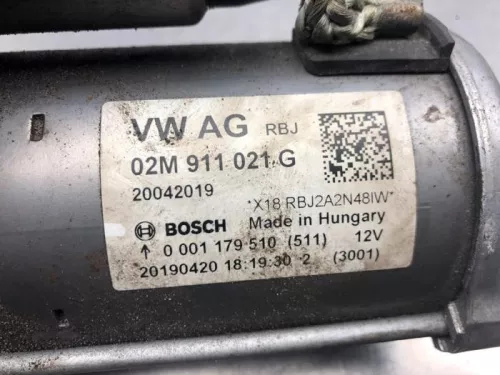 VW AG RBJ
02M 911 021 G
20042019
*X18 RBJ2A2N48IW*
BOSCH Made in Hungary
↑ 0 001 179 510 (511) 12V
20190420 18:19:30 2 (3001)